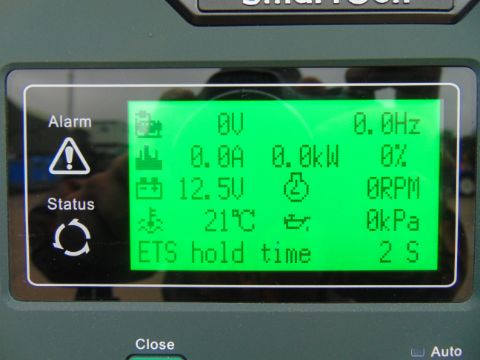 SmartGen
Alarm
Status
0V 0.0Hz
0.0A 0.0kW 0%
12.5V 0RPM
21℃ 0kPa
ETS hold time 2 S
Close
Auto